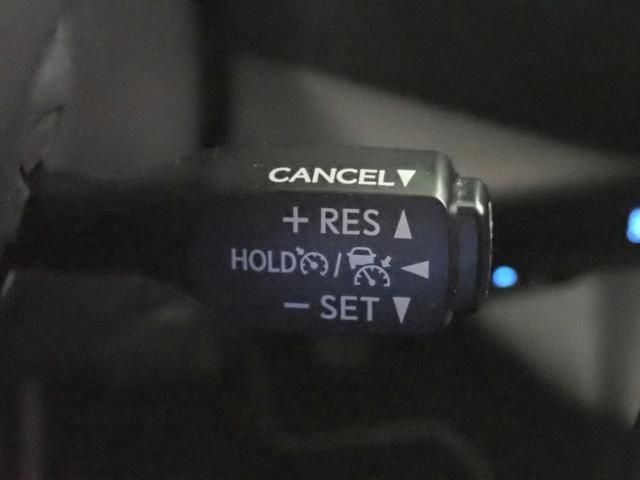 CANCEL▼
+ RES ▲
HOLD / ◀
− SET ▼